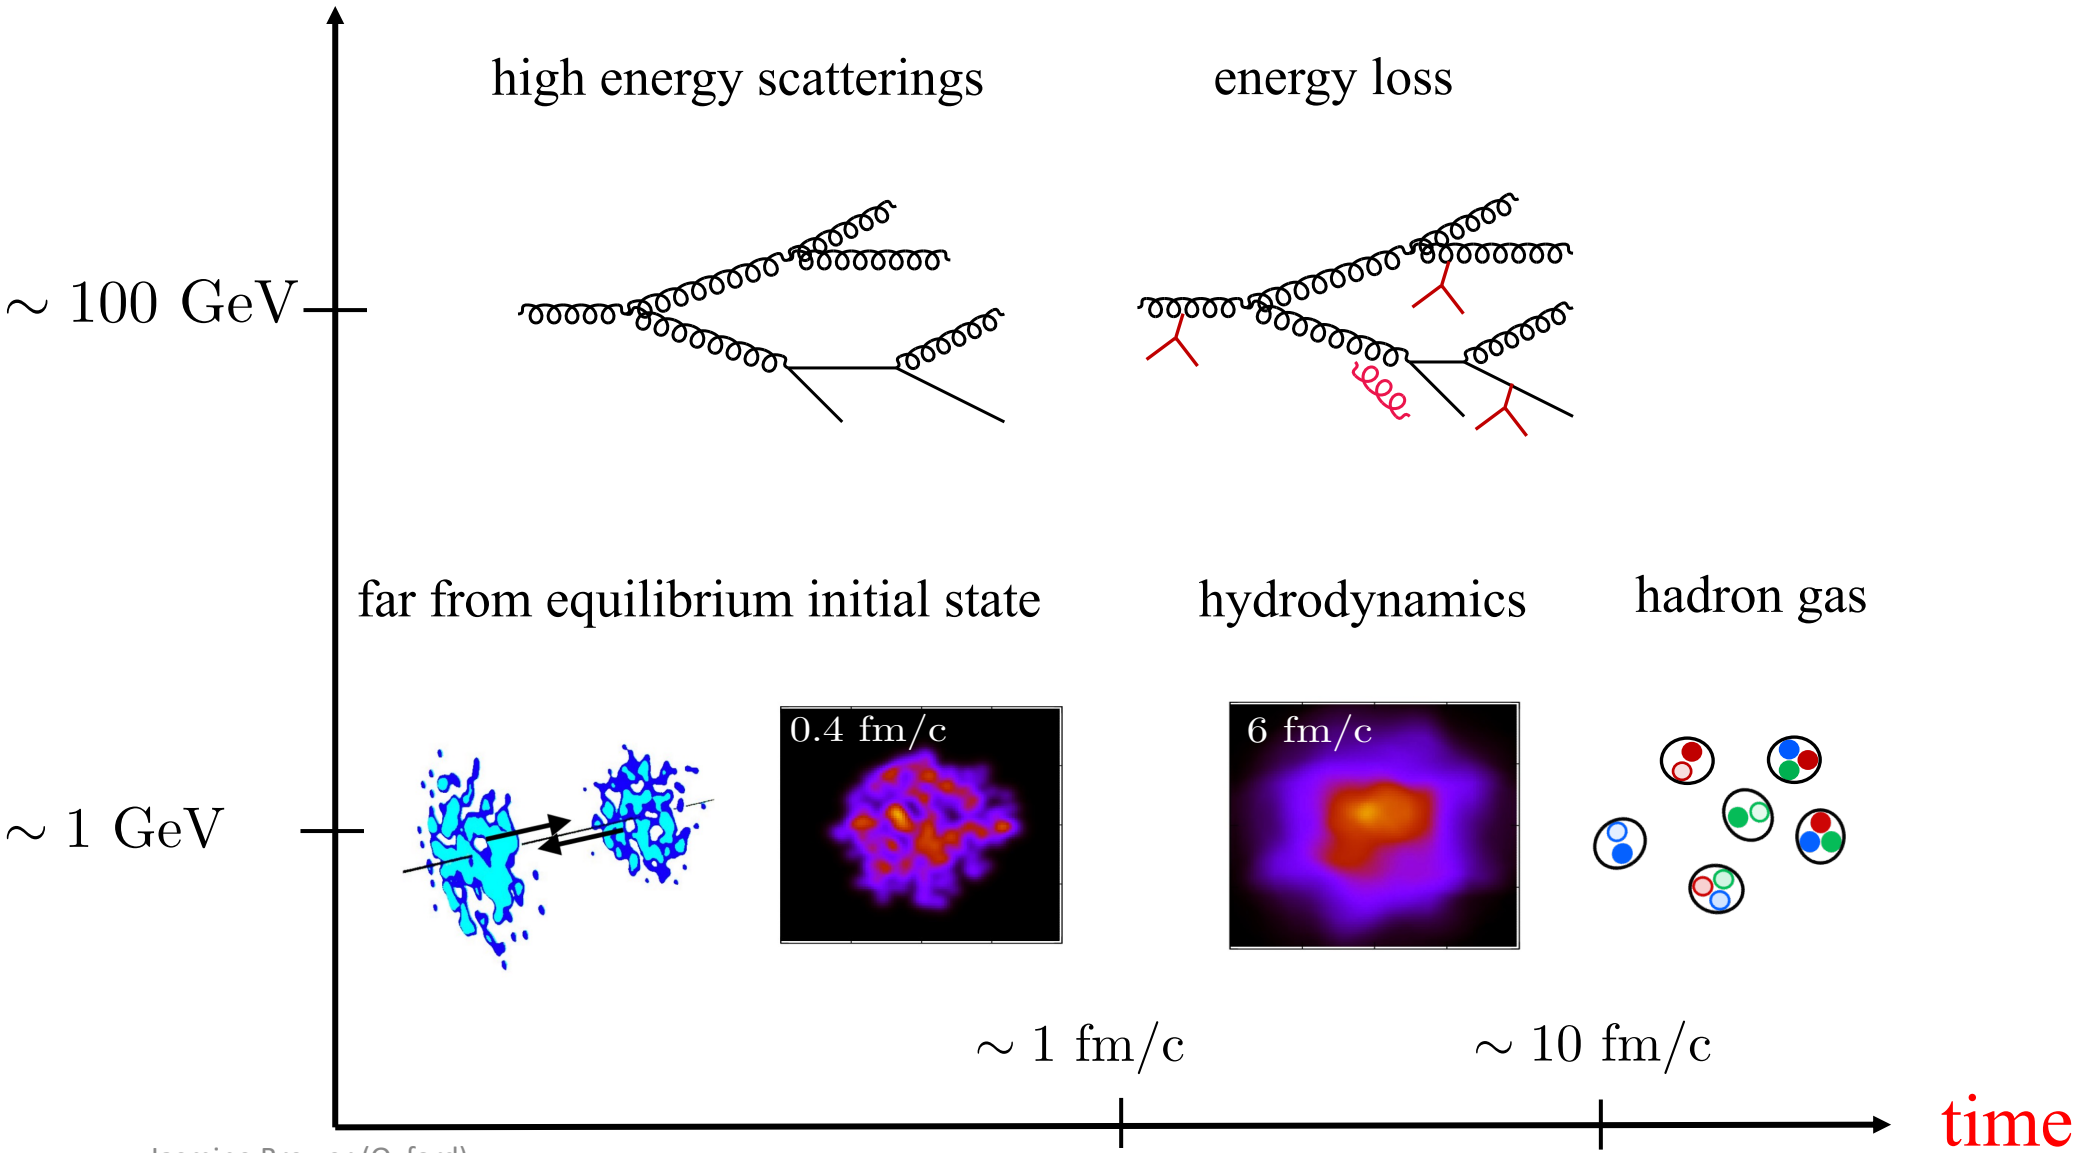 high energy scatterings
energy loss
~ 100 GeV
far from equilibrium initial state
hydrodynamics
hadron gas
0.4 fm/c
6 fm/c
~ 1 GeV
~ 1 fm/c
~ 10 fm/c
time